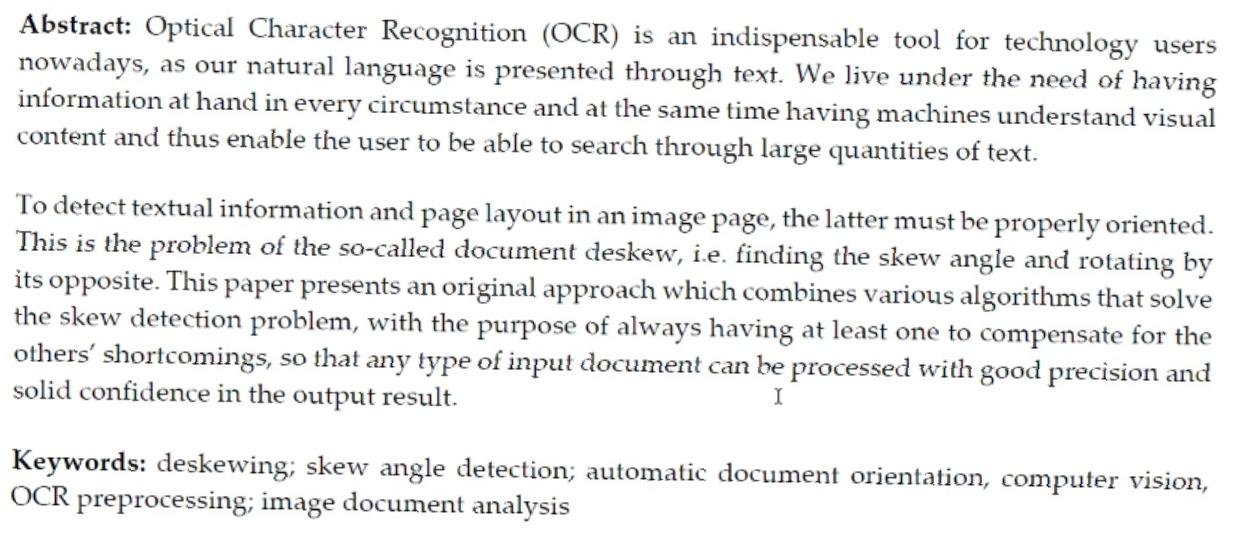 Abstract: Optical Character Recognition (OCR) is an indispensable tool for technology users
nowadays, as our natural language is presented through text. We live under the need of having
information at hand in every circumstance and at the same time having machines understand visual
content and thus enable the user to be able to search through large quantities of text.
To detect textual information and page layout in an image page, the latter must be properly oriented.
This is the problem of the so-called document deskew, i.e. finding the skew angle and rotating by
its opposite. This paper presents an original approach which combines various algorithms that solve
the skew detection problem, with the purpose of always having at least one to compensate for the
others’ shortcomings, so that any type of input document can be processed with good precision and
solid confidence in the output result.
Keywords: deskewing; skew angle detection; automatic document orientation, computer vision,
OCR preprocessing; image document analysis